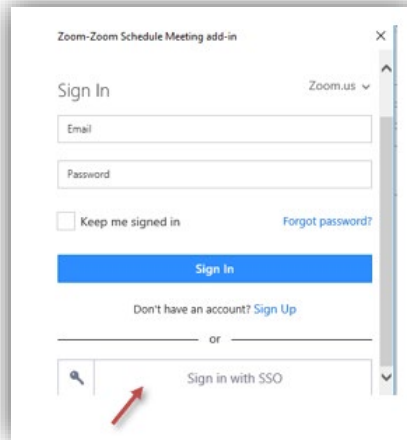 Zoom-Zoom Schedule Meeting add-in
Sign In Zoom.us
Email
Password
Keep me signed in Forgot password?
Sign In
Don't have an account? Sign Up
or
Sign in with SSO